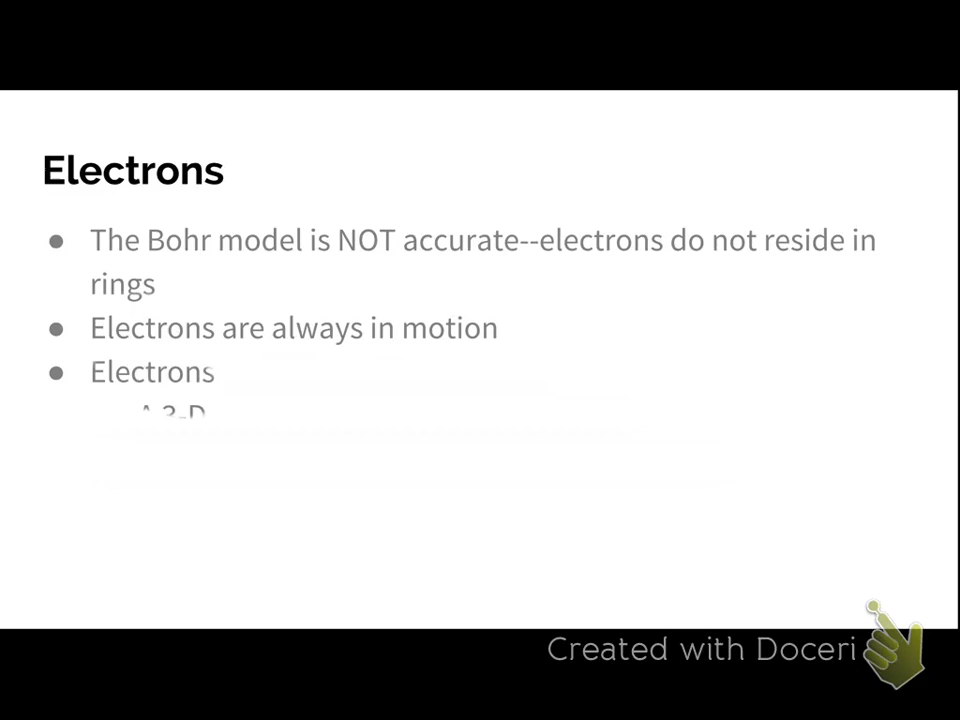 Electrons
● The Bohr model is NOT accurate--electrons do not reside in
rings
● Electrons are always in motion
● Electrons
A 3-D
Created with Doceri